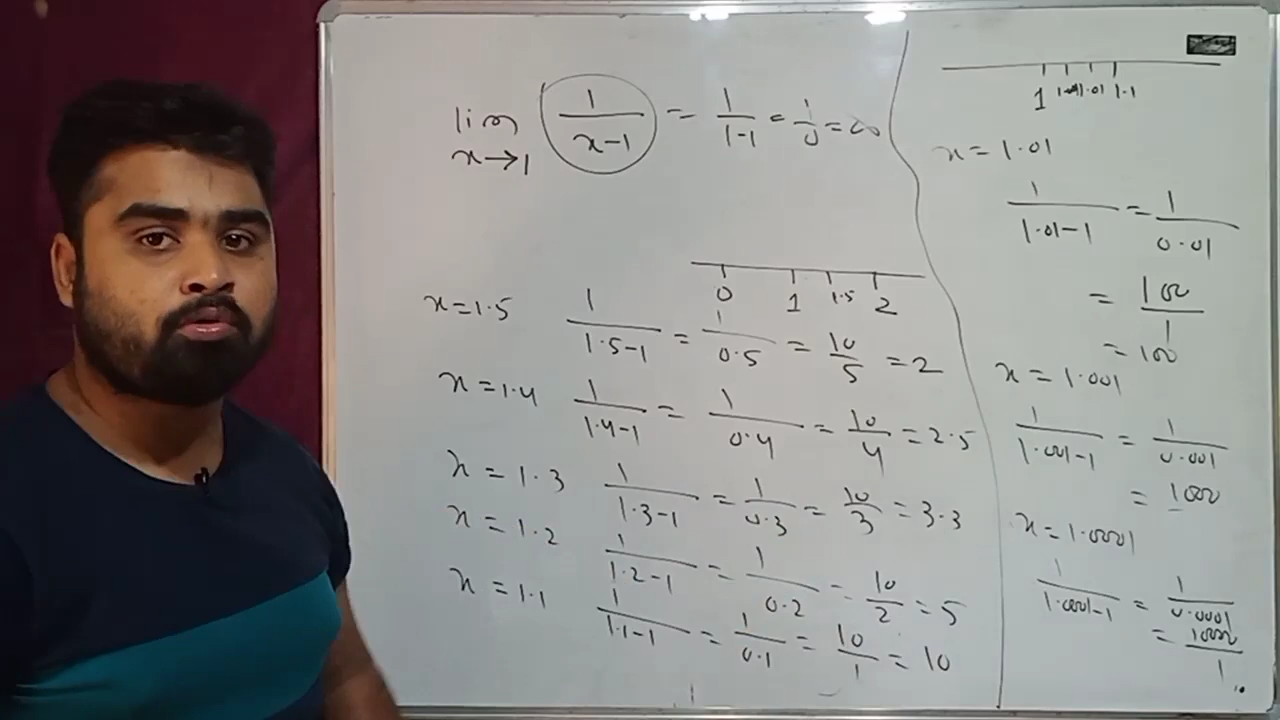 lim x→1 1/(x-1) = 1/(1-1) = 1/0 = ∞
0 1 1.5 2
x = 1.5 1/(1.5-1) = 1/0.5 = 10/5 = 2
x = 1.4 1/(1.4-1) = 1/0.4 = 10/4 = 2.5
x = 1.3 1/(1.3-1) = 1/0.3 = 10/3 = 3.3
x = 1.2 1/(1.2-1) = 1/0.2 = 10/2 = 5
x = 1.1 1/(1.1-1) = 1/0.1 = 10/1 = 10
1 1.001 1.01 1.1
x = 1.01
1/(1.01-1) = 1/0.01
= 100/1
= 100
x = 1.001
1/(1.001-1) = 1/0.001
= 1000
x = 1.0001
1/(1.0001-1) = 1/0.0001
= 10000/1